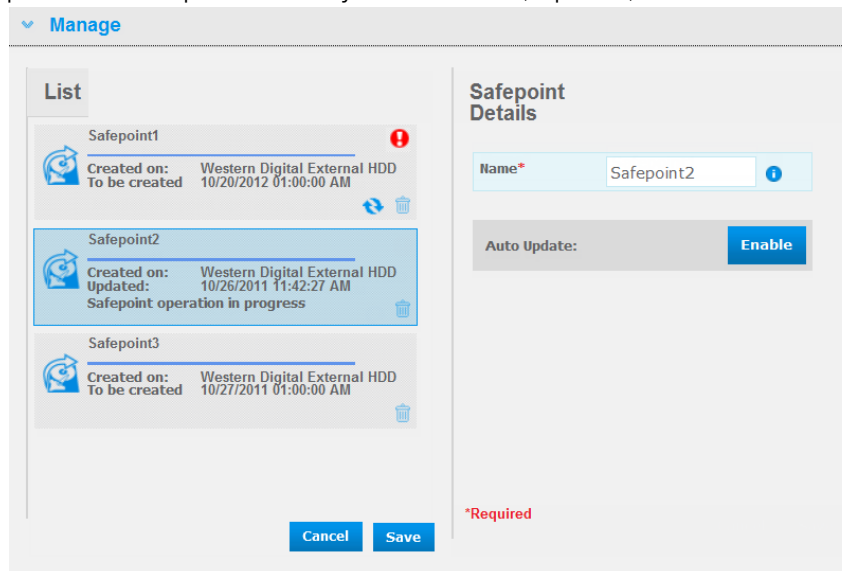 Manage
List
Safepoint1
Created on: Western Digital External HDD
To be created 10/20/2012 01:00:00 AM
Safepoint2
Created on: Western Digital External HDD
Updated: 10/26/2011 11:42:27 AM
Safepoint operation in progress
Safepoint3
Created on: Western Digital External HDD
To be created 10/27/2011 01:00:00 AM
Cancel Save
Safepoint
Details
Name* Safepoint2
Auto Update: Enable
*Required